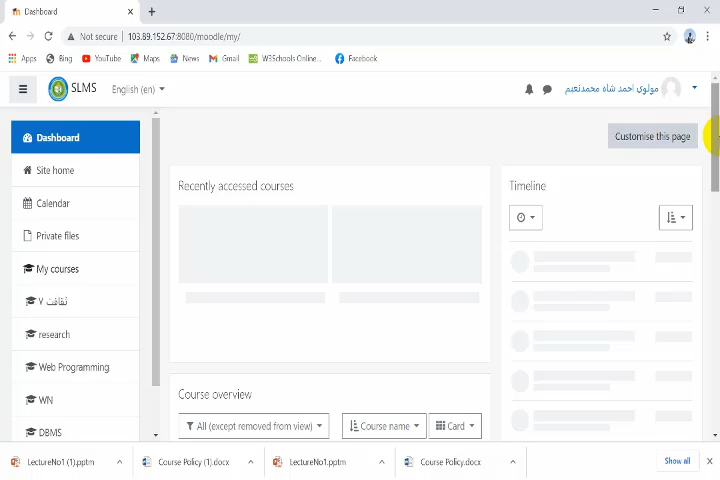 Dashboard
Not secure | 103.89.152.67:8080/moodle/my/
Apps
Bing
YouTube
Maps
News
Gmail
W3Schools Online...
Facebook
SLMS
English (en)
مولوی احمد شاه محمدنعیم
Dashboard
Customise this page
Site home
Calendar
Private files
My courses
ثقافت ۷
research
Web Programming
WN
DBMS
Recently accessed courses
Timeline
Course overview
All (except removed from view)
Course name
Card
LectureNo1 (1).pptm
Course Policy (1).docx
LectureNo1.pptm
Course Policy.docx
Show all